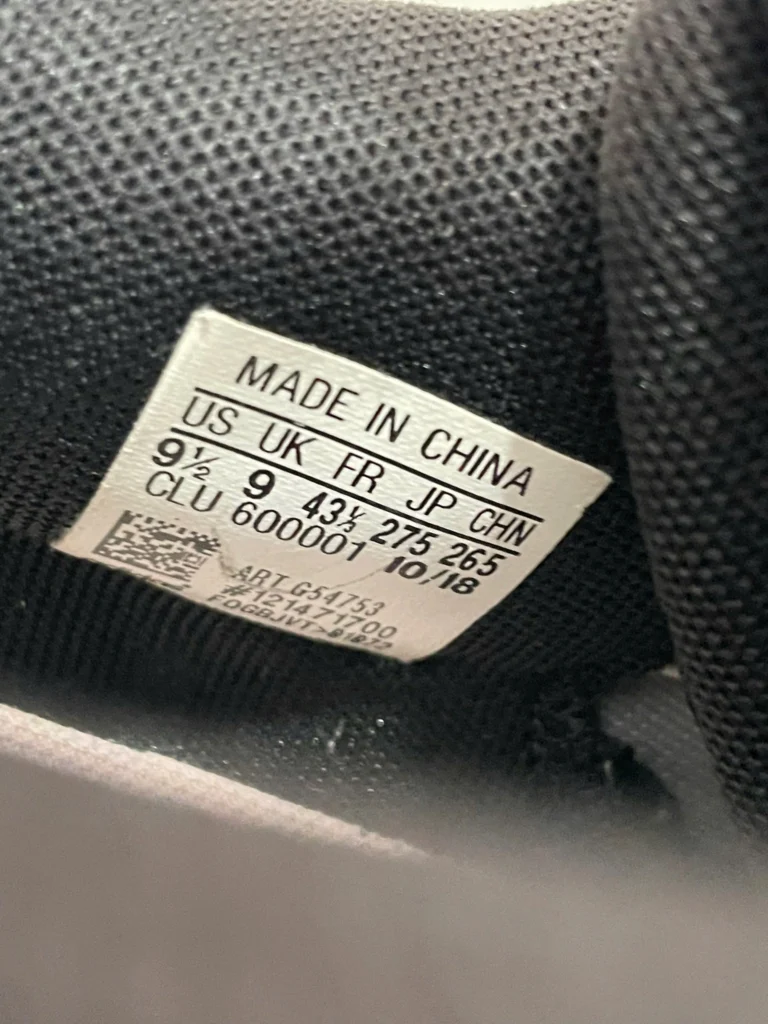 MADE IN CHINA
US UK FR JP CHN
9½ 9 43⅓ 275 265
CLU 600001 10/18
ART G54753
#121471700